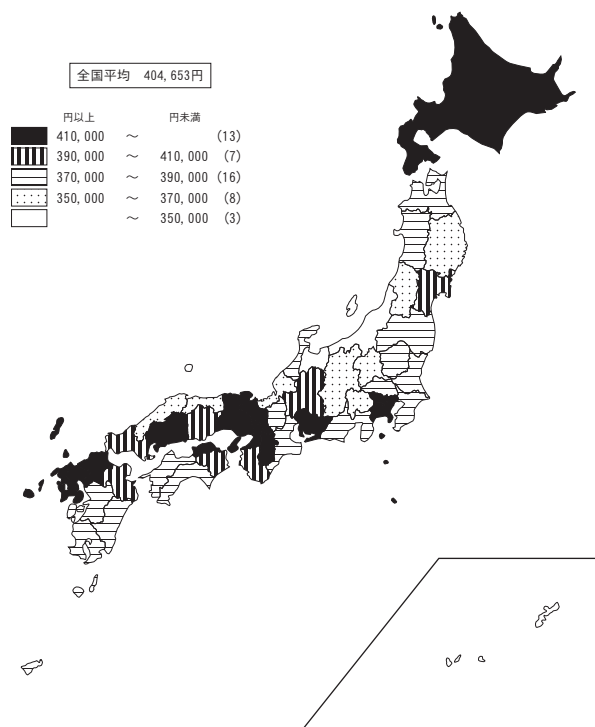 全国平均 404,653円
円以上 円未満
410,000 ～ (13)
390,000 ～ 410,000 (7)
370,000 ～ 390,000 (16)
350,000 ～ 370,000 (8)
～ 350,000 (3)